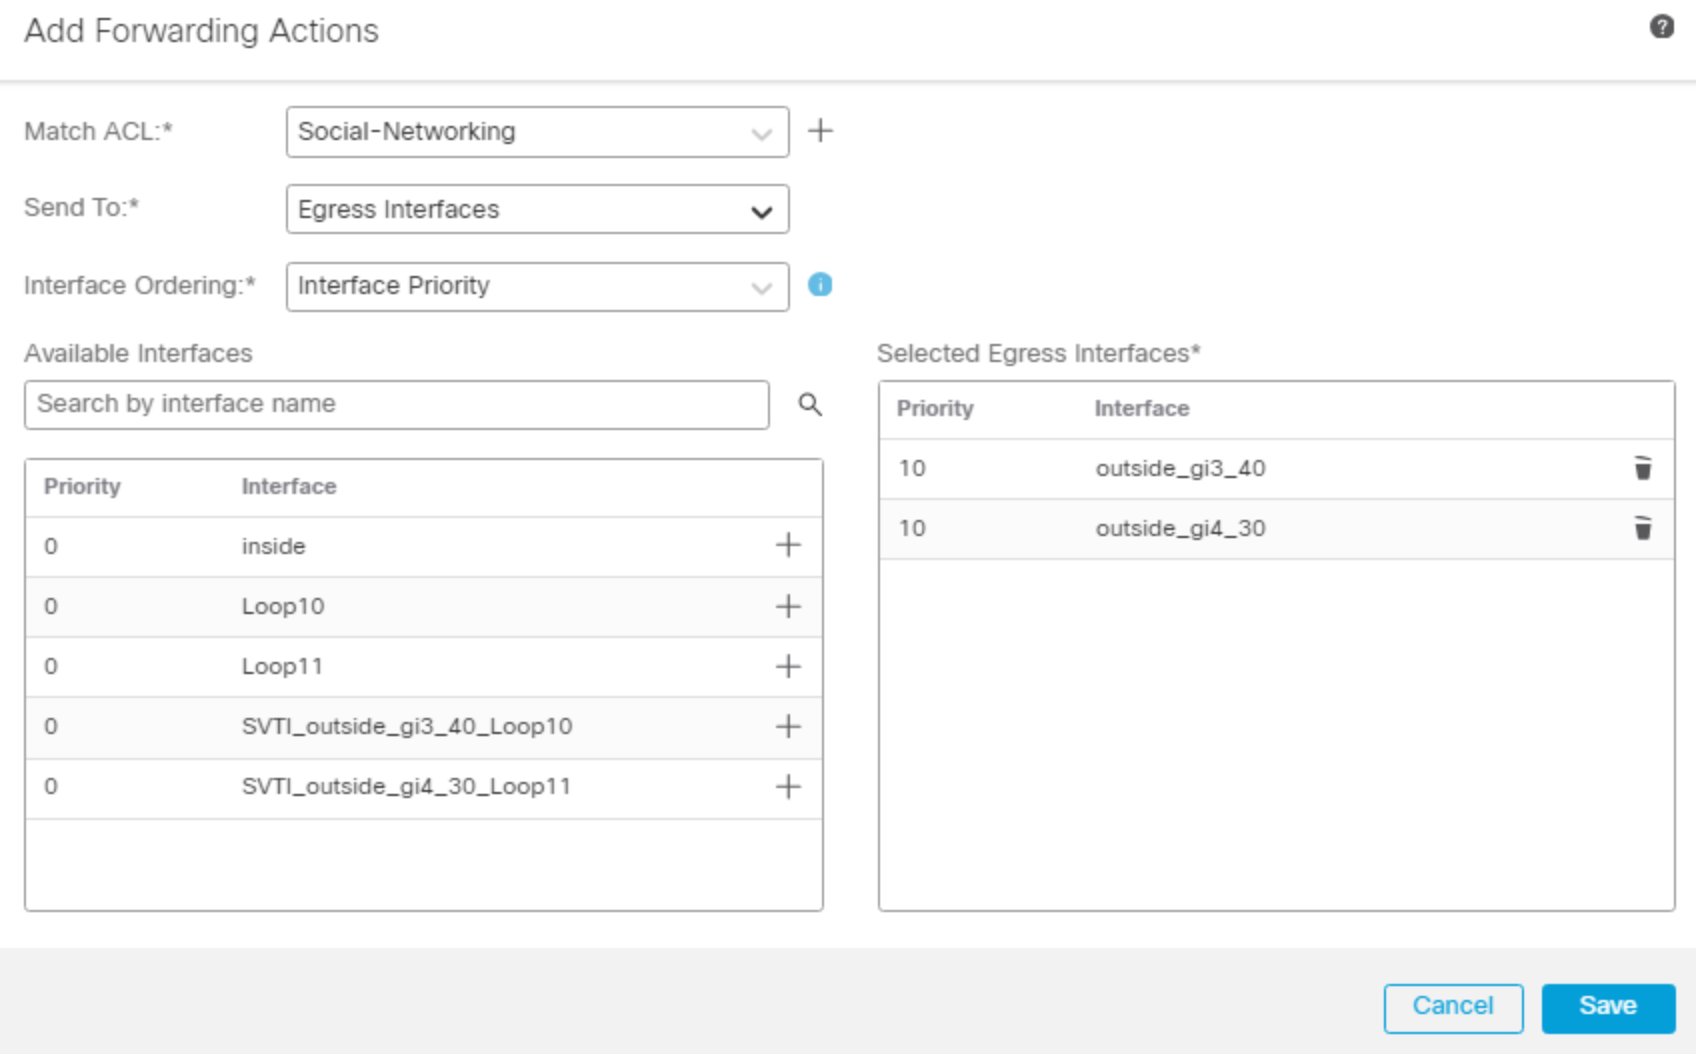 Add Forwarding Actions
Match ACL:* Social-Networking
Send To:* Egress Interfaces
Interface Ordering:* Interface Priority
Available Interfaces
Search by interface name
Priority Interface
0 inside
0 Loop10
0 Loop11
0 SVTI_outside_gi3_40_Loop10
0 SVTI_outside_gi4_30_Loop11
Selected Egress Interfaces*
Priority Interface
10 outside_gi3_40
10 outside_gi4_30
Cancel Save